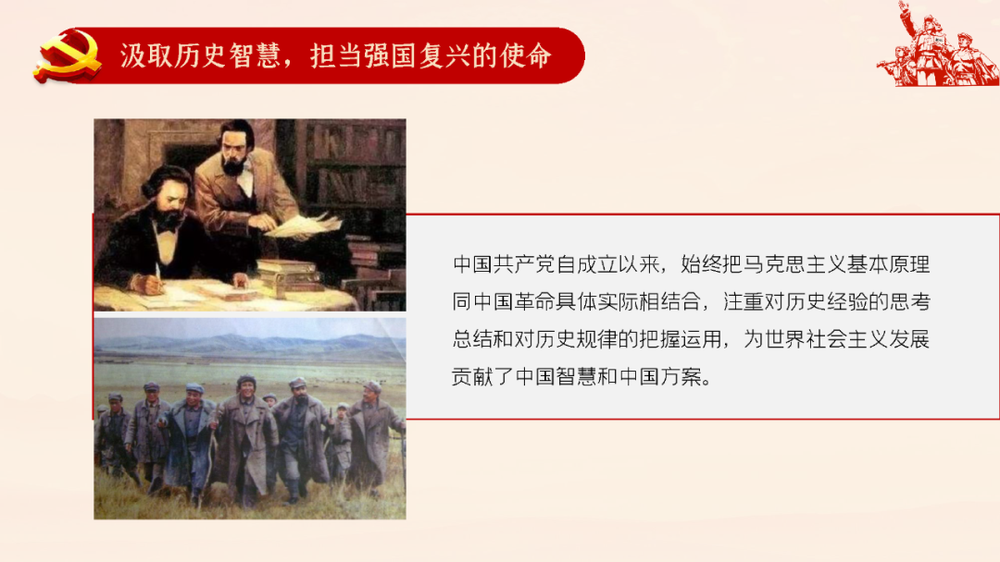 汲取历史智慧，担当强国复兴的使命
中国共产党自成立以来，始终把马克思主义基本原理
同中国革命具体实际相结合，注重对历史经验的思考
总结和对历史规律的把握运用，为世界社会主义发展
贡献了中国智慧和中国方案。